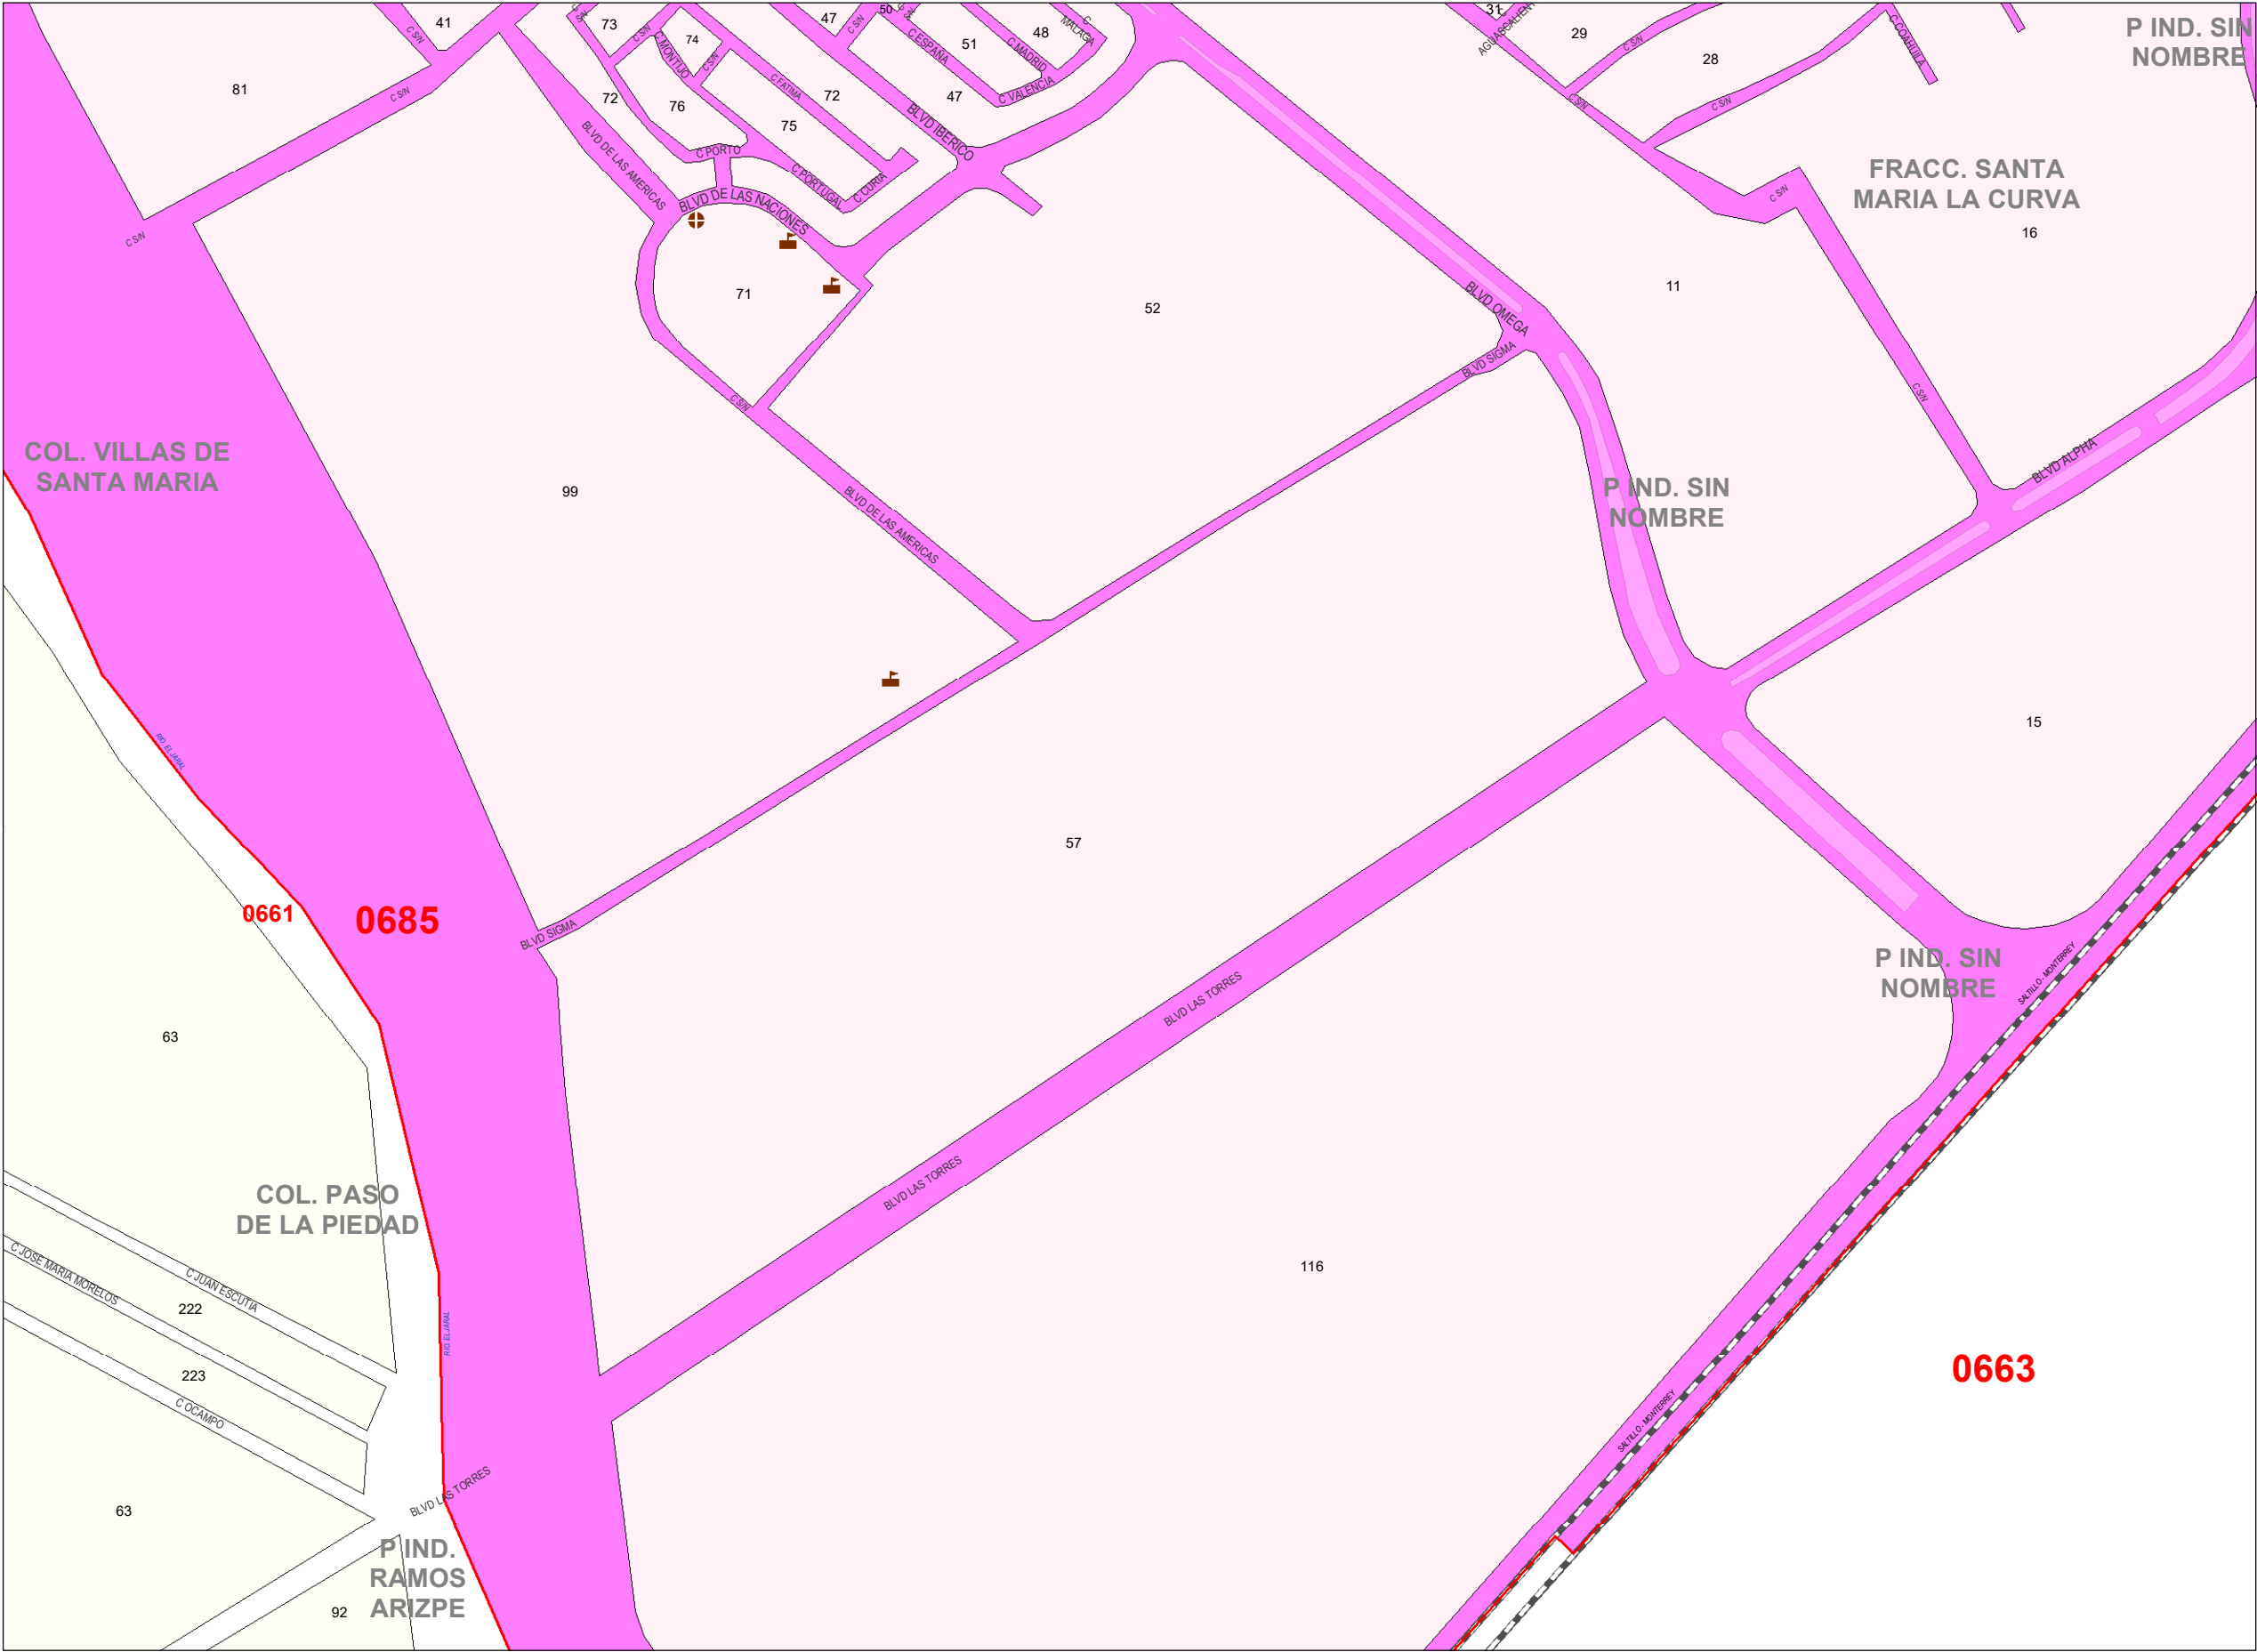 41
C S/N
C S/N
73
C S/N
74
C MONTIJO
C S/N
47
C S/N
50
C S/N
C ESPAÑA
51
C MADRID
48
C MALAGA
C VALENCIA
31
C
AGUASCALIENT
29
C S/N
28
C COAHUILA
P IND. SIN
NOMBRE
81
C S/N
72
76
C FATIMA
72
75
47
BLVD IBERICO
C S/N
C S/N
BLVD DE LAS AMERICAS
C PORTO
C PORTUGAL
C CURIA
BLVD DE LAS NACIONES
C S/N
FRACC. SANTA
MARIA LA CURVA
16
C S/N
71
52
BLVD OMEGA
BLVD SIGMA
11
C S/N
C S/N
BLVD ALPHA
COL. VILLAS DE
SANTA MARIA
99
BLVD DE LAS AMERICAS
P IND. SIN
NOMBRE
15
RIO. EL JARAL
57
0661
0685
BLVD SIGMA
P IND. SIN
NOMBRE
SALTILLO - MONTERREY
BLVD LAS TORRES
63
COL. PASO
DE LA PIEDAD
BLVD LAS TORRES
C JOSE MARIA MORELOS
C JUAN ESCUTIA
222
116
RIO. EL JARAL
223
C OCAMPO
0663
SALTILLO - MONTERREY
BLVD LAS TORRES
63
P IND.
RAMOS
ARIZPE
92